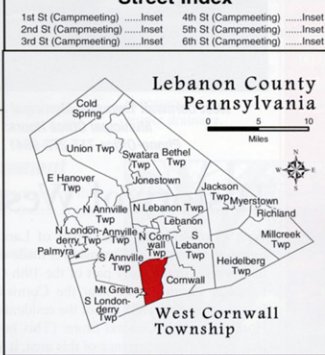 Street Index
1st St (Campmeeting) ......Inset
2nd St (Campmeeting) ......Inset
3rd St (Campmeeting) ......Inset
4th St (Campmeeting) ......Inset
5th St (Campmeeting) ......Inset
6th St (Campmeeting) ......Inset
Lebanon County
Pennsylvania
0 5 10
Miles
N
W E
S
Cold
Spring
Union Twp
Swatara
Twp
Bethel
Twp
E Hanover
Twp
Jonestown
Jackson
Twp
Myerstown
Richland
N Annville
Twp
N Lebanon Twp
Lebanon
N London-
derry Twp
Annville
Twp
N Corn-
wall
Twp
S
Lebanon
Twp
Millcreek
Twp
Palmyra
S Annville
Twp
Heidelberg
Twp
Cornwall
Mt Gretna
S London-
derry
Twp
West Cornwall
Township